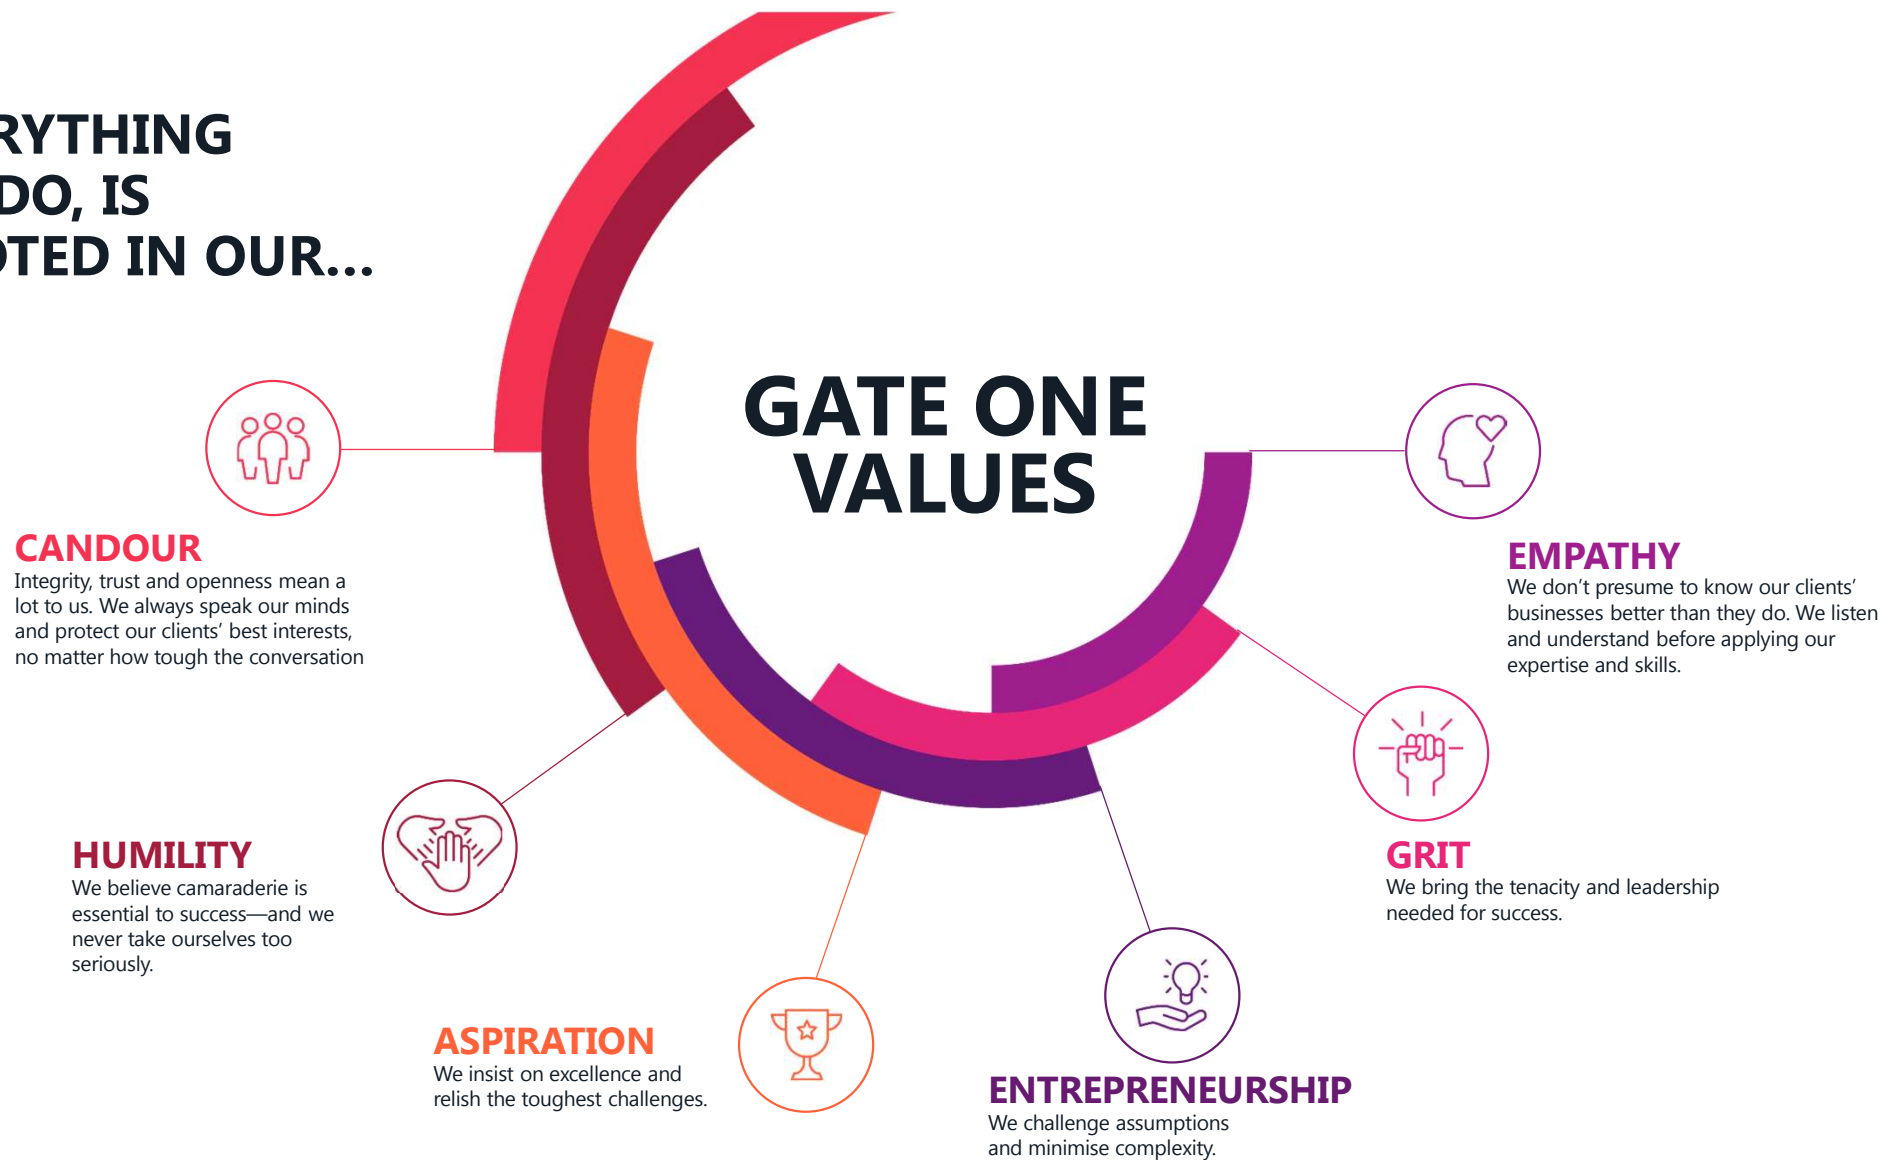 RYTHING
DO, IS
OTED IN OUR...
GATE ONE
VALUES
CANDOUR
Integrity, trust and openness mean a
lot to us. We always speak our minds
and protect our clients’ best interests,
no matter how tough the conversation
HUMILITY
We believe camaraderie is
essential to success—and we
never take ourselves too
seriously.
ASPIRATION
We insist on excellence and
relish the toughest challenges.
ENTREPRENEURSHIP
We challenge assumptions
and minimise complexity.
GRIT
We bring the tenacity and leadership
needed for success.
EMPATHY
We don’t presume to know our clients’
businesses better than they do. We listen
and understand before applying our
expertise and skills.